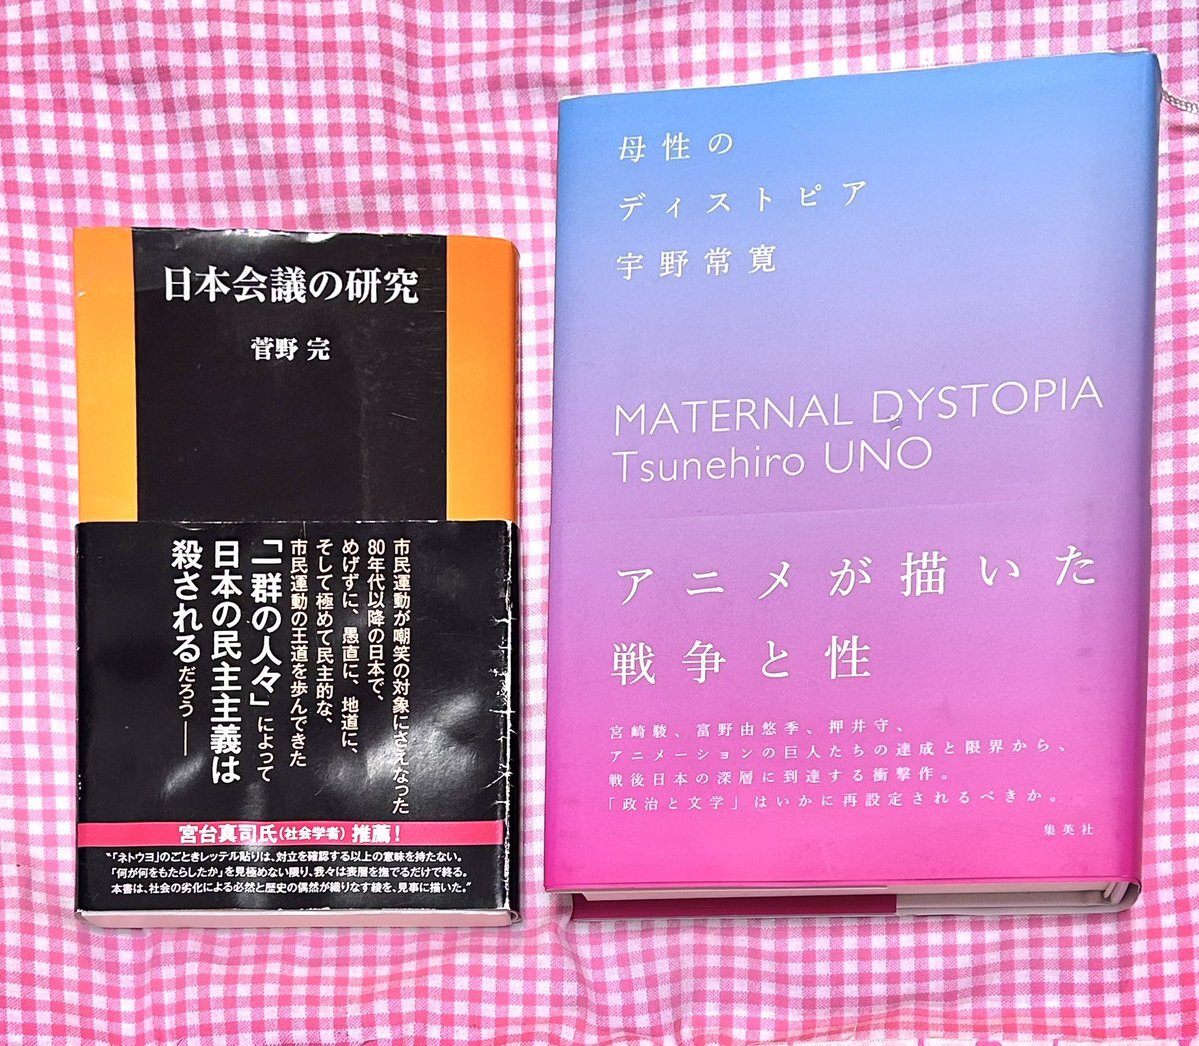 日本会議の研究
菅野 完
市民運動が嘲笑の対象にさえなった
80年代以降の日本で、
めげずに、愚直に、地道に、
そして極めて民主的な、
市民運動の王道を歩んできた
「一群の人々」によって
日本の民主主義は
殺されるだろう――
宮台真司氏(社会学者)推薦!
"「ネトウヨ」のごときレッテル貼りは、対立を確認する以上の意味を持たない。
「何が何をもたらしたか」を見極めない限り、我々は表層を撫でるだけで終る。
本書は、社会の劣化による必然と歴史の偶然が織りなす綾を、見事に描いた。"
母性の
ディストピア
宇野常寛
MATERNAL DYSTOPIA
Tsunehiro UNO
アニメが描いた
戦争と性
宮崎駿、富野由悠季、押井守、
アニメーションの巨人たちの達成と限界から、
戦後日本の深層に到達する衝撃作。
「政治と文学」はいかに再設定されるべきか。
集英社